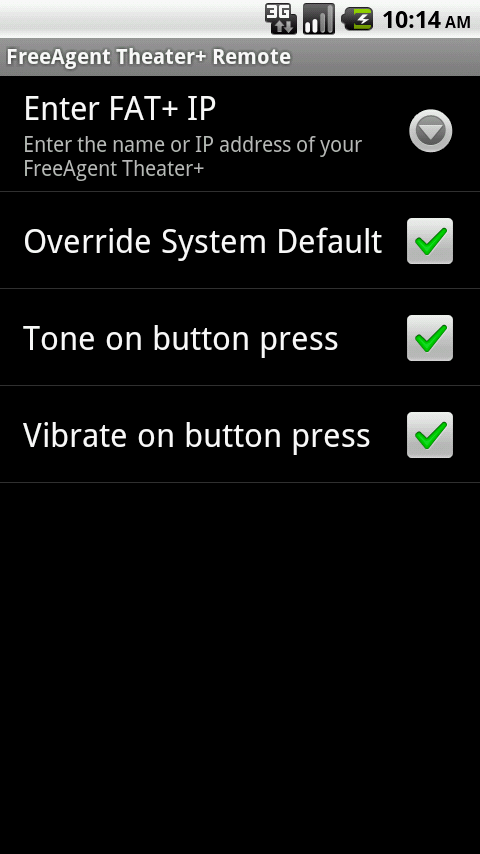 3G 10:14 AM
FreeAgent Theater+ Remote
Enter FAT+ IP
Enter the name or IP address of your
FreeAgent Theater+
Override System Default
Tone on button press
Vibrate on button press